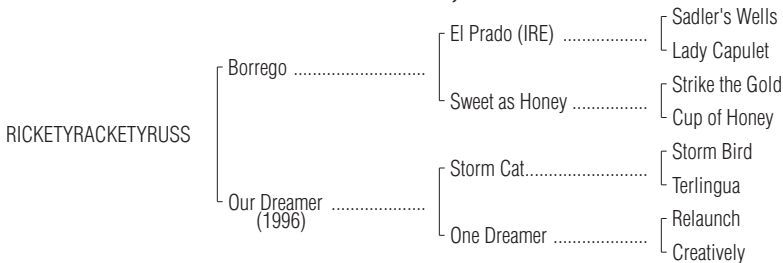 Sadler's Wells
El Prado (IRE) ..................
Lady Capulet
Borrego ............................
Strike the Gold
Sweet as Honey ................
Cup of Honey
RICKETYRACKETYRUSS
Storm Bird
Storm Cat..........................
Terlingua
Our Dreamer ....................
(1996)
Relaunch
One Dreamer ....................
Creatively